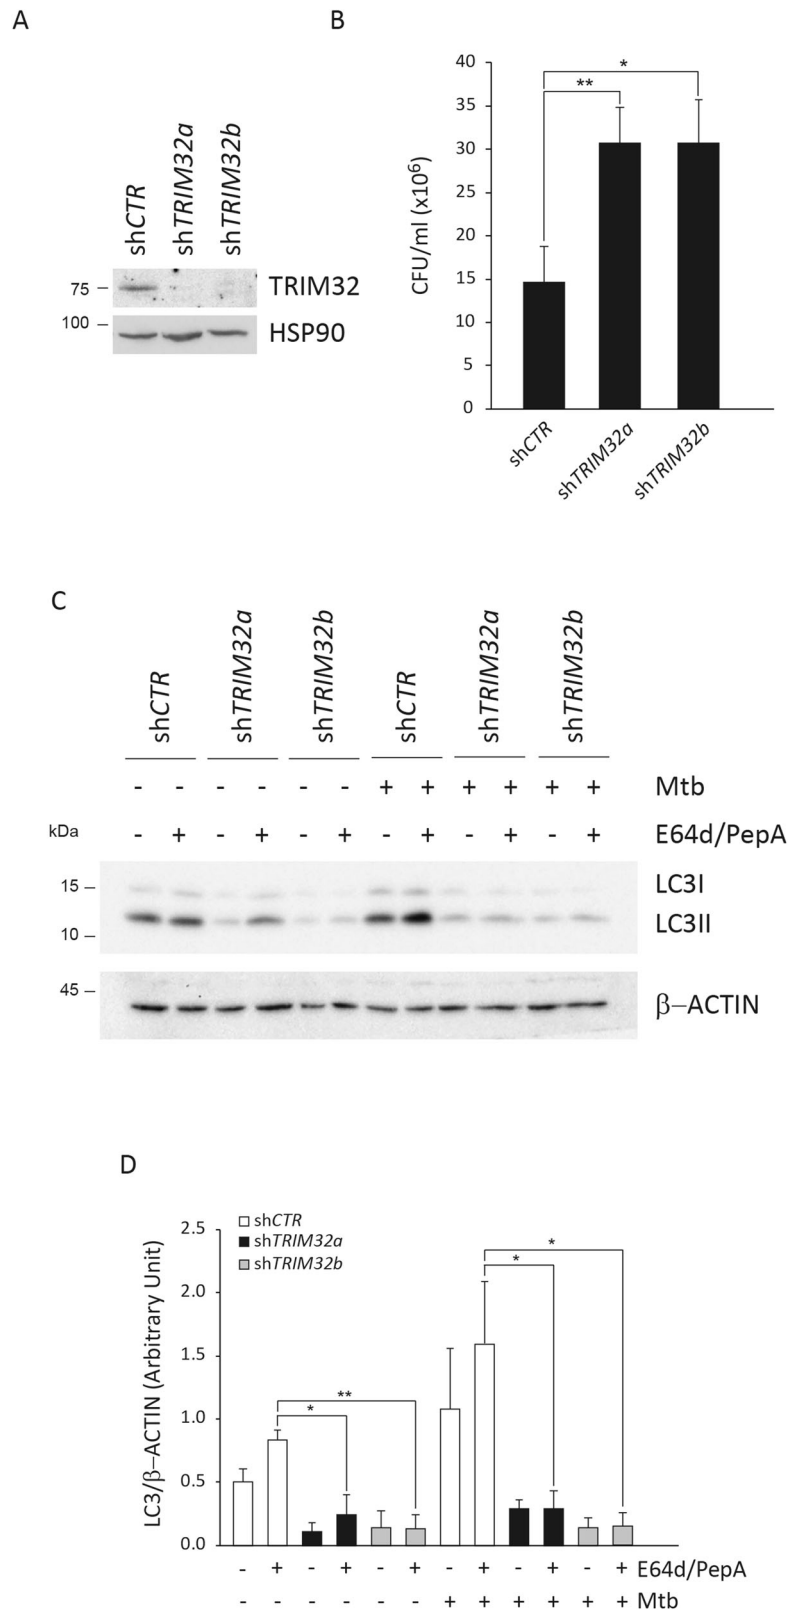 A
shCTR
shTRIM32a
shTRIM32b
75
TRIM32
100
HSP90
B
40
35
30
25
20
15
10
5
0
CFU/ml (x10⁶)
*
**
shCTR
shTRIM32a
shTRIM32b
C
shCTR
shTRIM32a
shTRIM32b
shCTR
shTRIM32a
shTRIM32b
- - - - - - + + + + + + Mtb
kDa - + - + - + - + - + - + E64d/PepA
15
LC3I
LC3II
10
45
β–ACTIN
D
shCTR
shTRIM32a
shTRIM32b
2.5
2.0
1.5
1.0
0.5
0.0
LC3/β–ACTIN (Arbitrary Unit)
*
*
**
*
- + - + - + - + - + - + E64d/PepA
- - - - - - + + + + + + Mtb